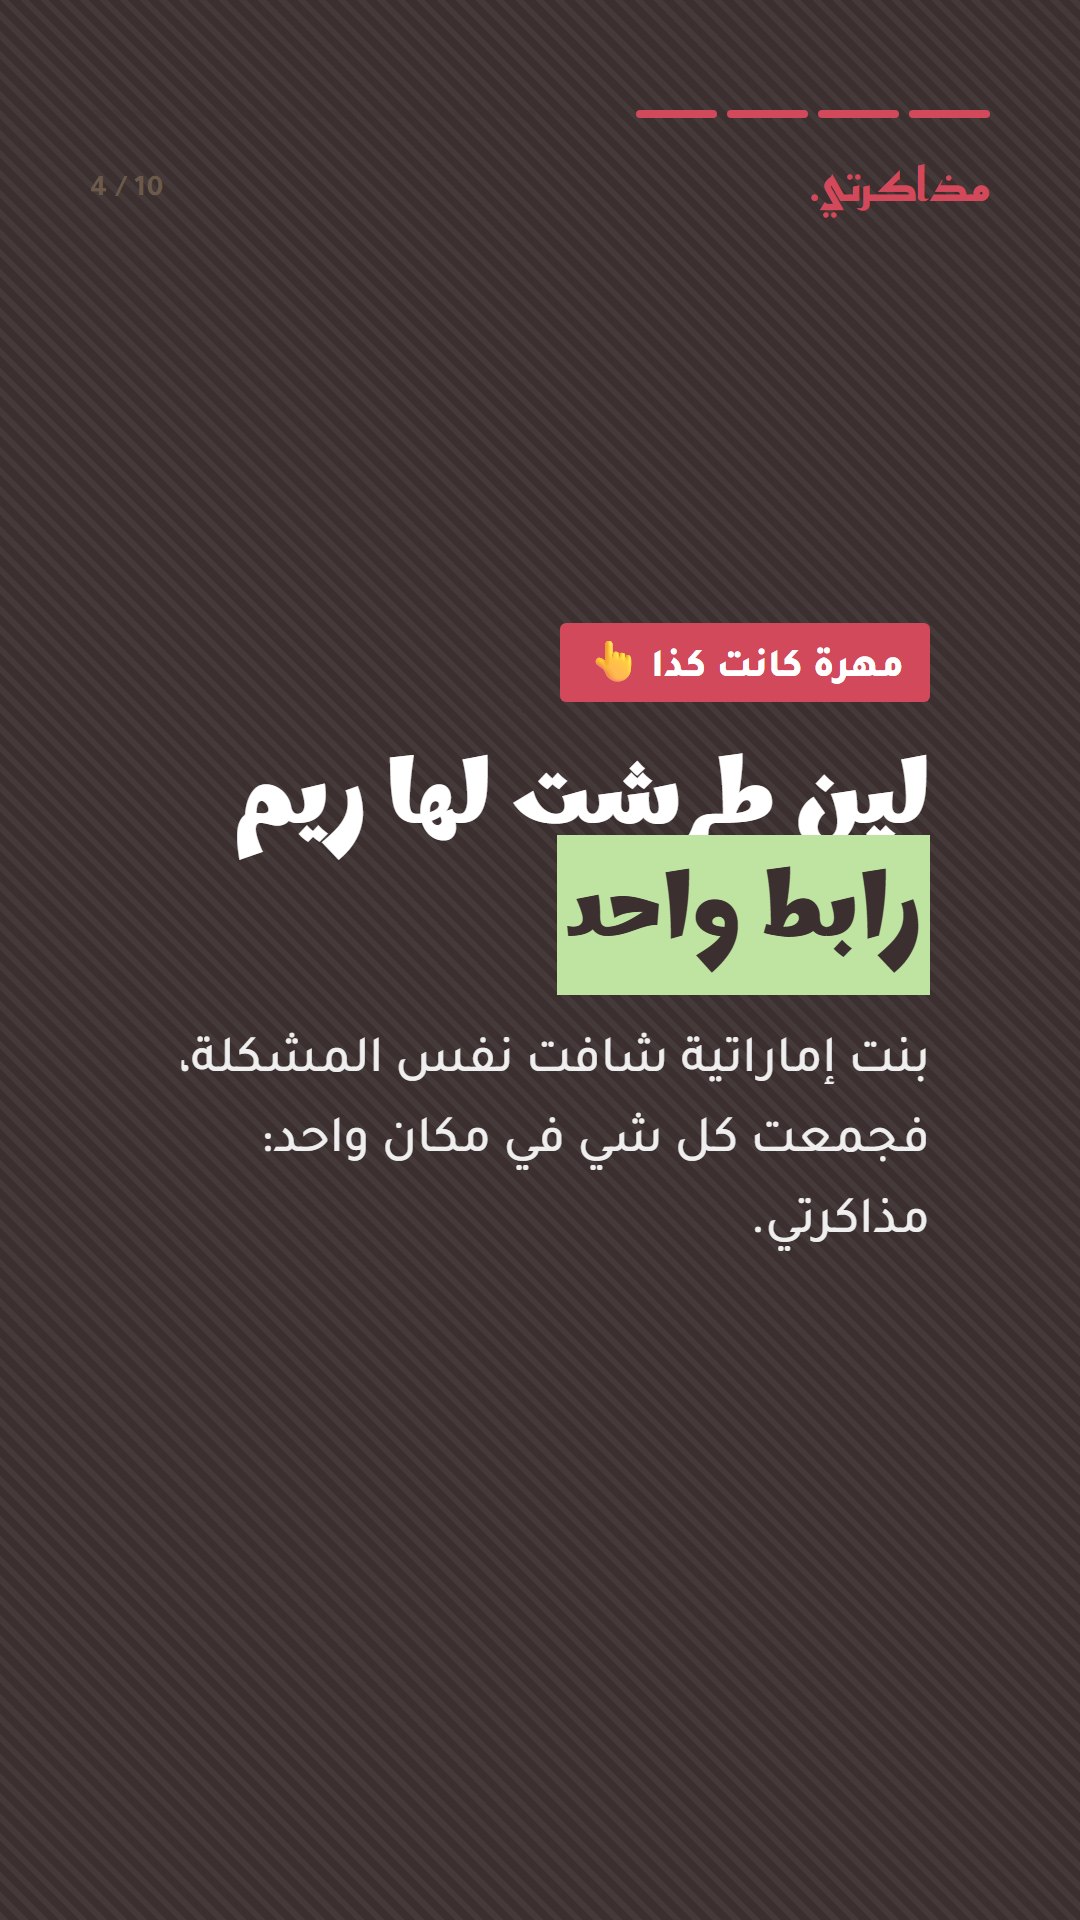 مذاكرتي.
4 / 10
مهرة كانت كذا 👆
لين طرشت لها ريم
رابط واحد
بنت إماراتية شافت نفس المشكلة،
فجمعت كل شي في مكان واحد:
مذاكرتي.